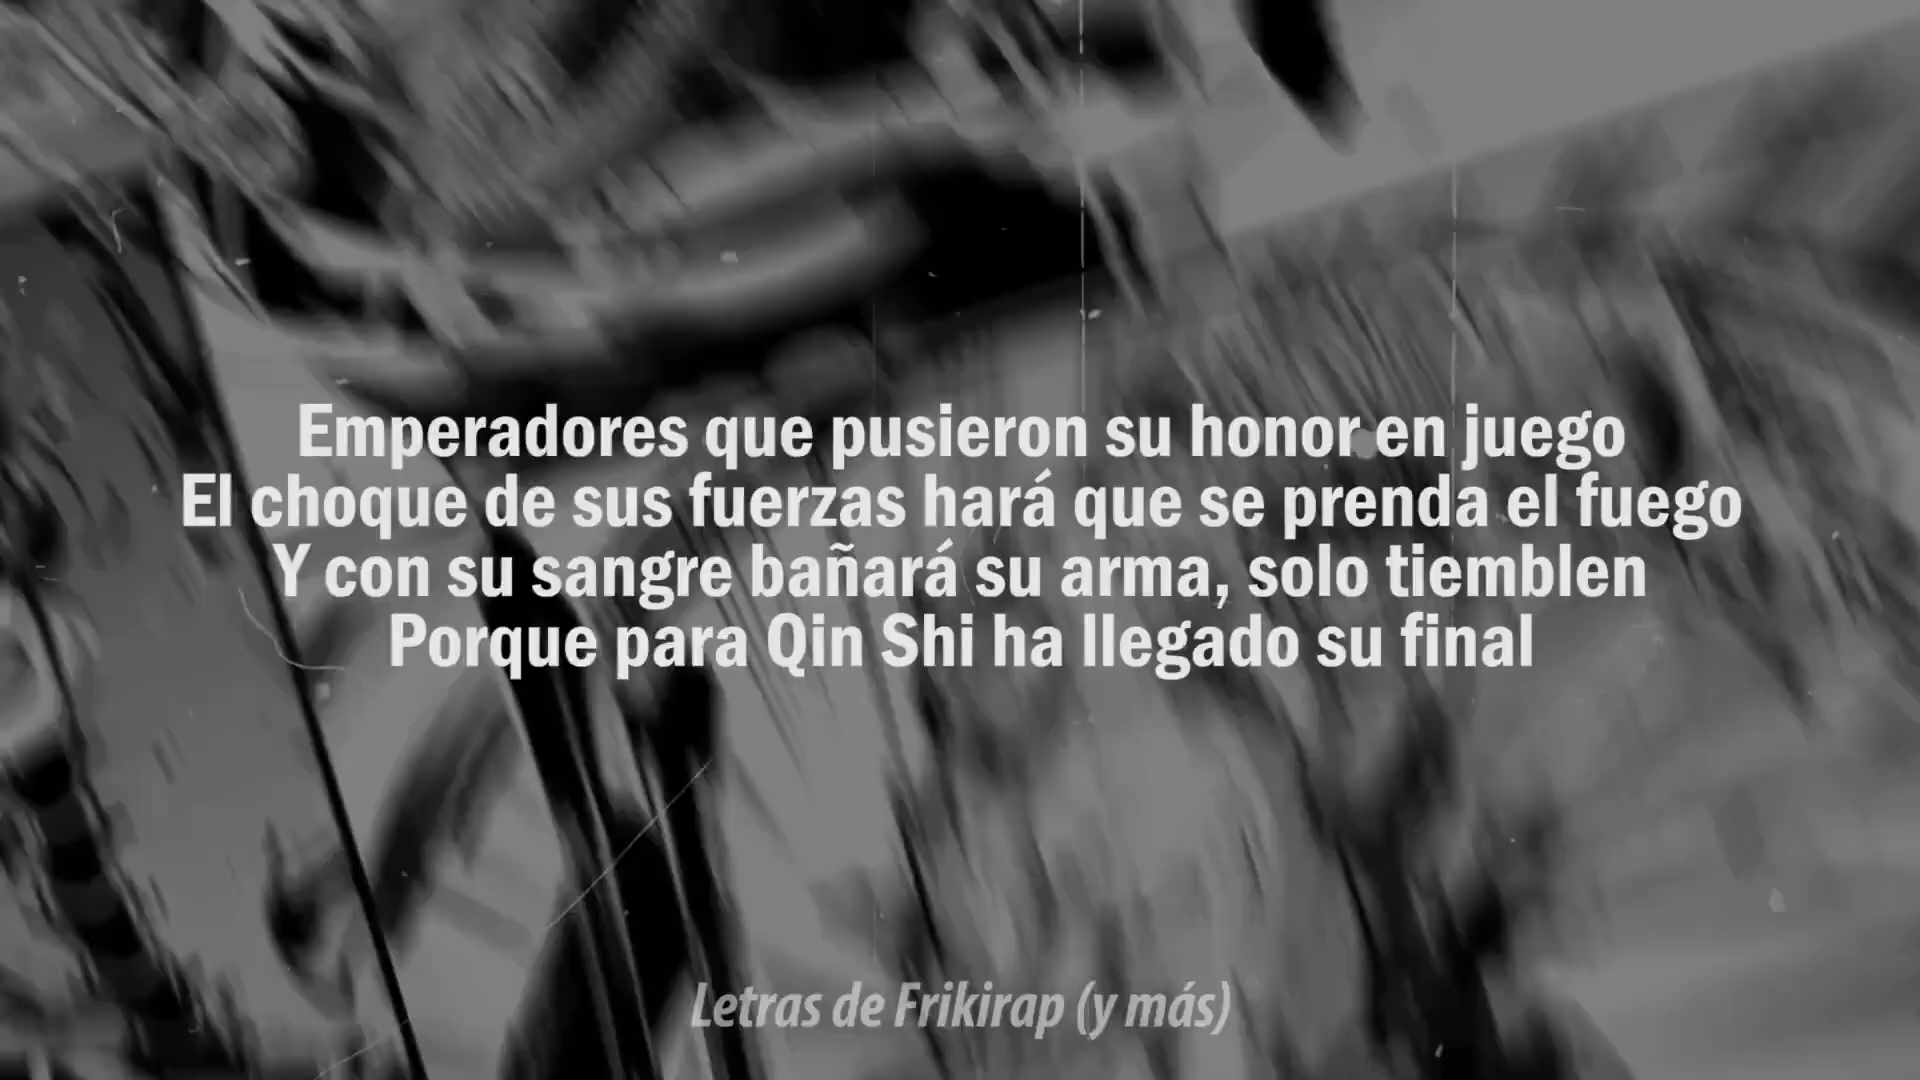 Emperadores que pusieron su honor en juego
El choque de sus fuerzas hará que se prenda el fuego
Y con su sangre bañará su arma, solo tiemblen
Porque para Qin Shi ha llegado su final
Letras de Frikirap (y más)